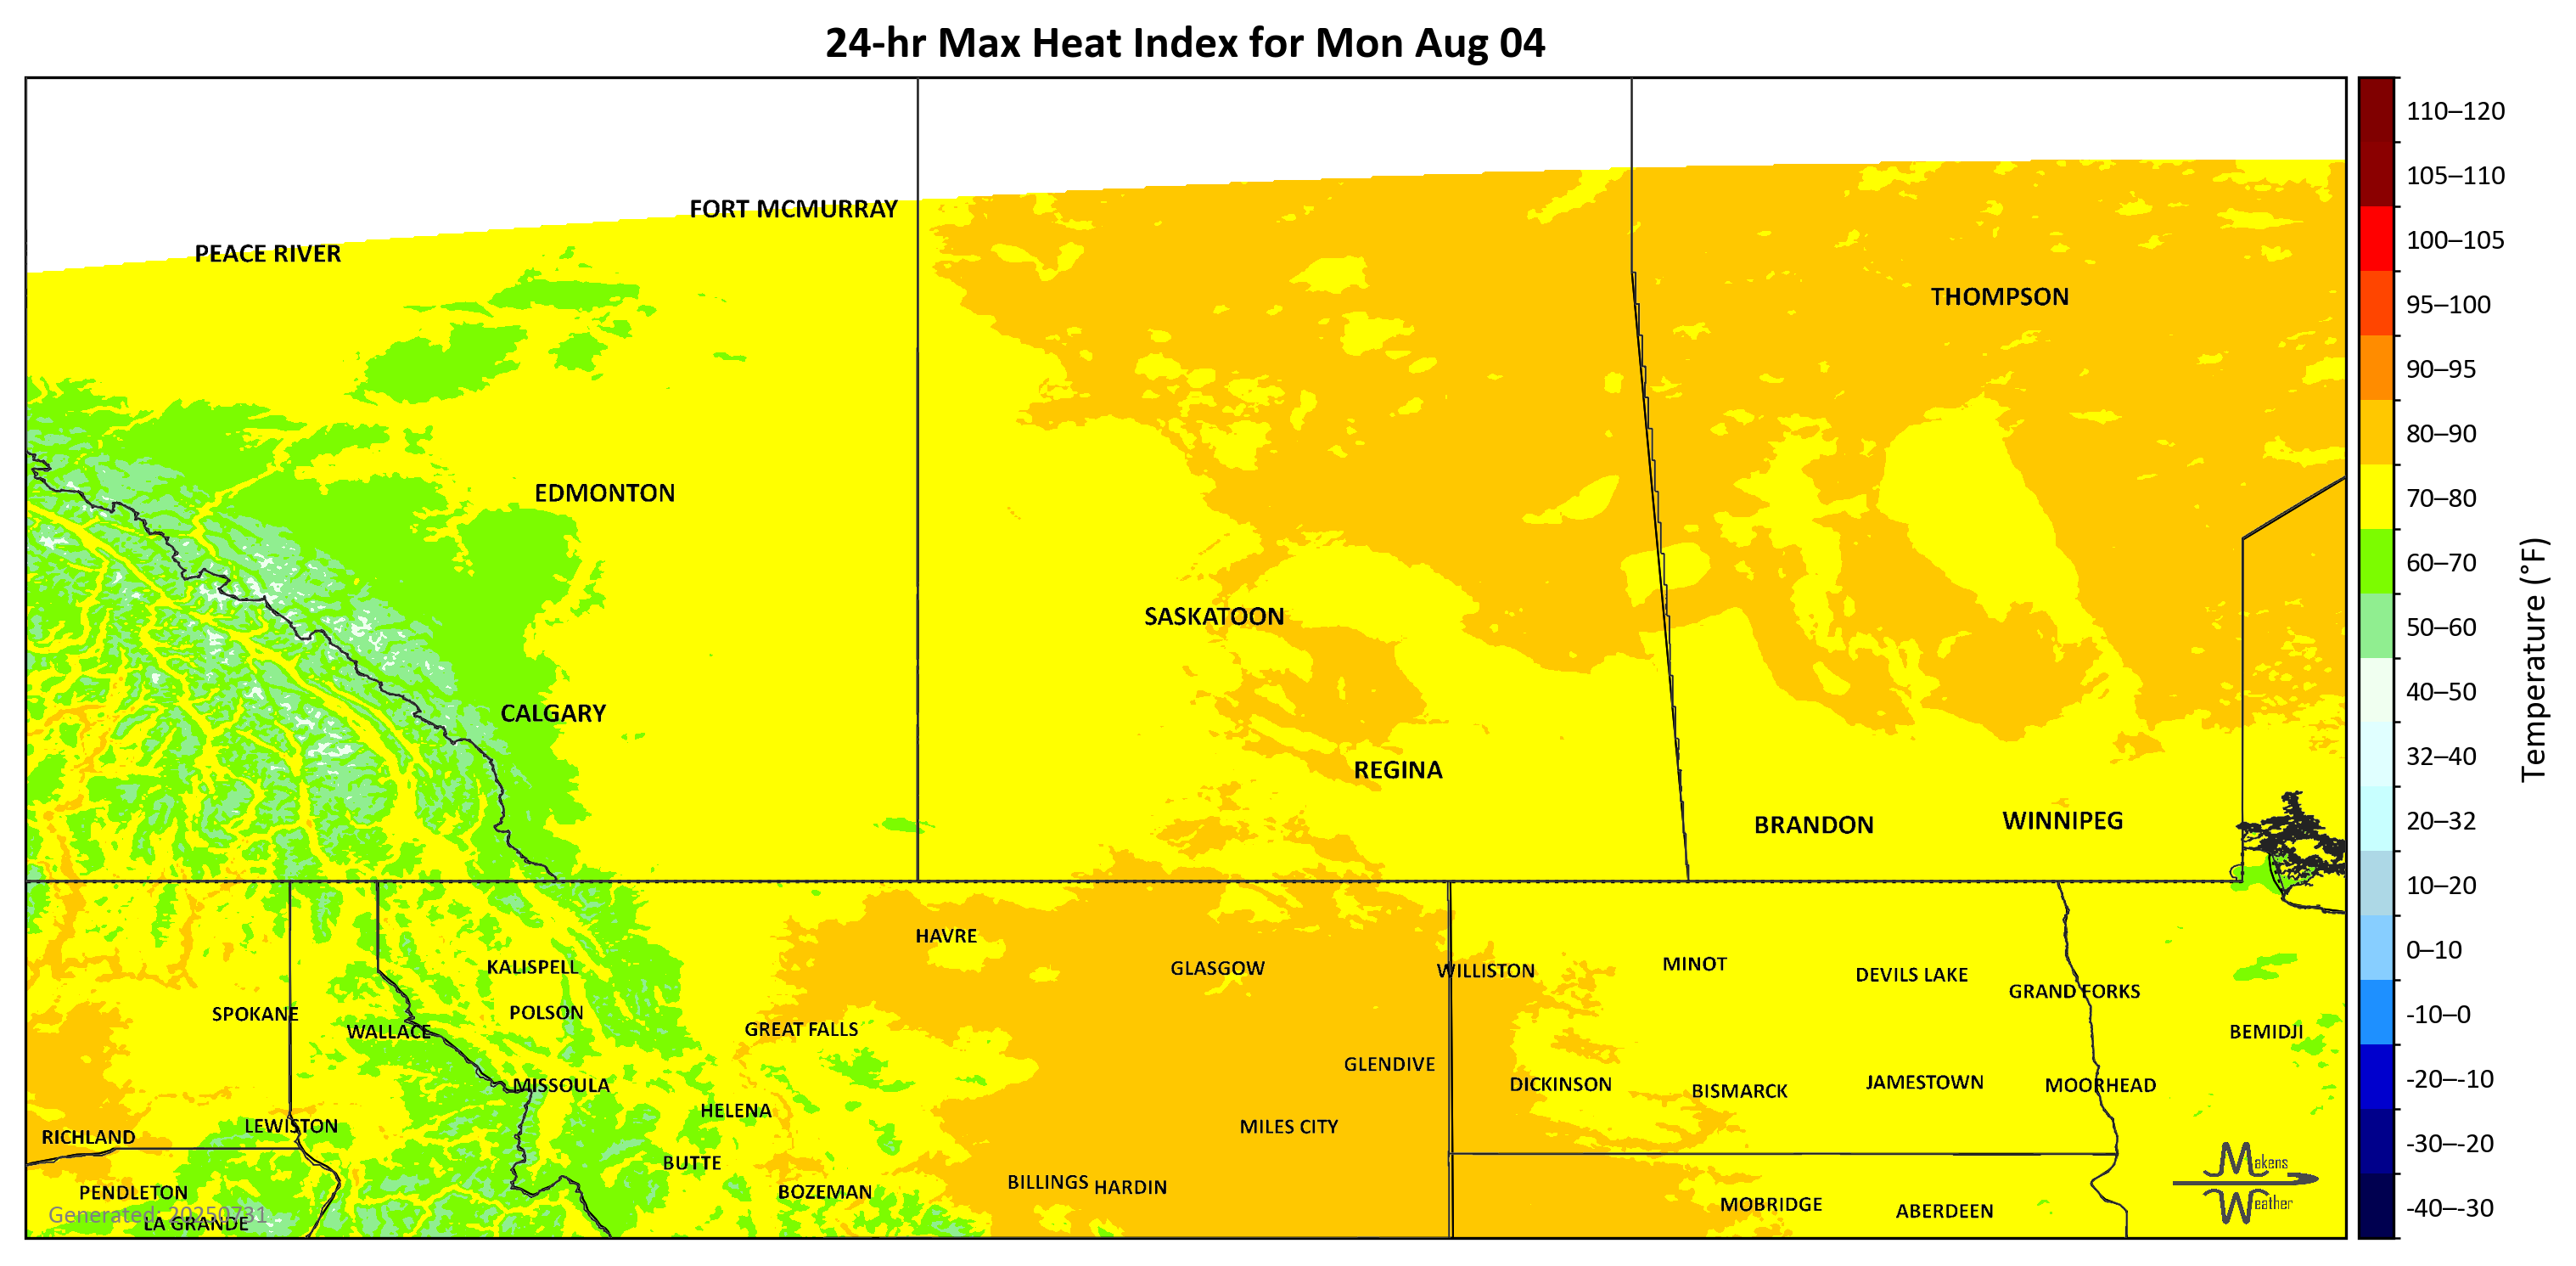 24-hr Max Heat Index for Mon Aug 04
FORT MCMURRAY
PEACE RIVER
THOMPSON
EDMONTON
SASKATOON
CALGARY
REGINA
BRANDON
WINNIPEG
HAVRE
KALISPELL
GLASGOW
WILLISTON
MINOT
DEVILS LAKE
GRAND FORKS
SPOKANE
POLSON
WALLACE
GREAT FALLS
BEMIDJI
GLENDIVE
MISSOULA
DICKINSON
BISMARCK
JAMESTOWN
MOORHEAD
HELENA
LEWISTON
MILES CITY
RICHLAND
BUTTE
BILLINGS
HARDIN
PENDLETON
BOZEMAN
MOBRIDGE
ABERDEEN
Generated: 20250731
LA GRANDE
Makens
Weather
110–120
105–110
100–105
95–100
90–95
80–90
70–80
60–70
50–60
40–50
32–40
20–32
10–20
0–10
-10–0
-20–-10
-30–-20
-40–-30
Temperature (°F)